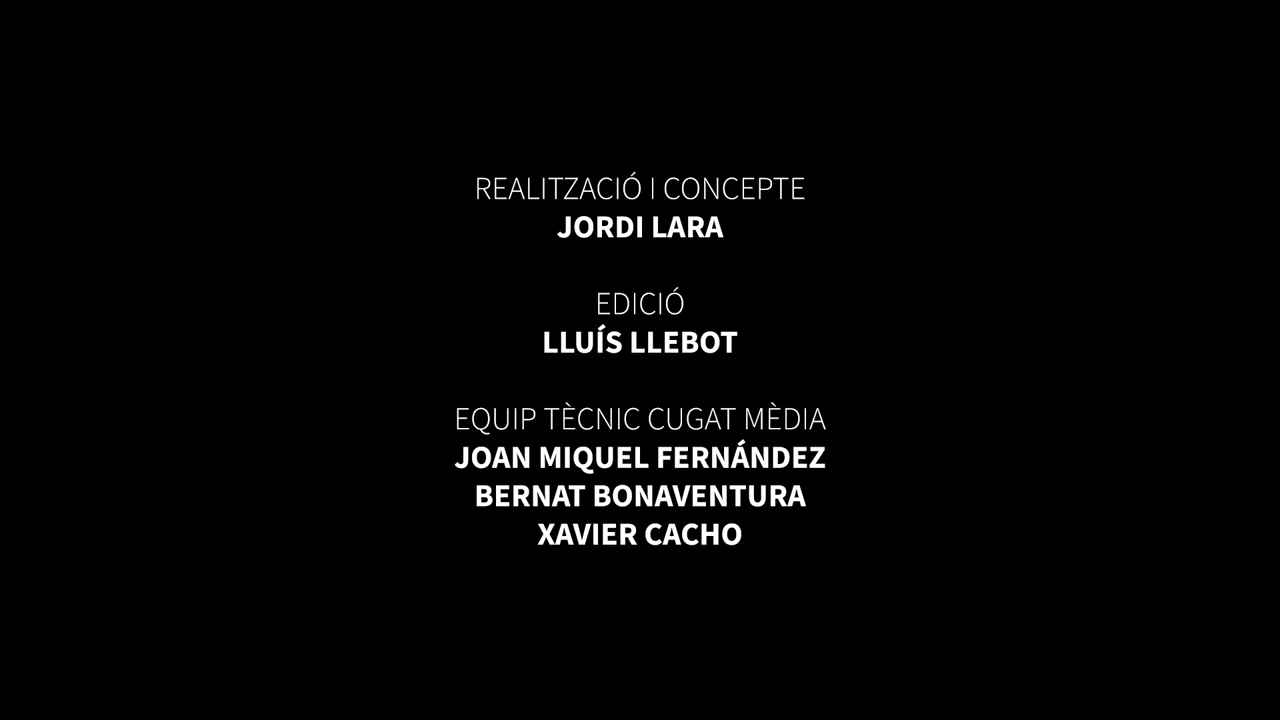 REALITZACIÓ I CONCEPTE
JORDI LARA
EDICIÓ
LLUÍS LLEBOT
EQUIP TÈCNIC CUGAT MÈDIA
JOAN MIQUEL FERNÁNDEZ
BERNAT BONAVENTURA
XAVIER CACHO